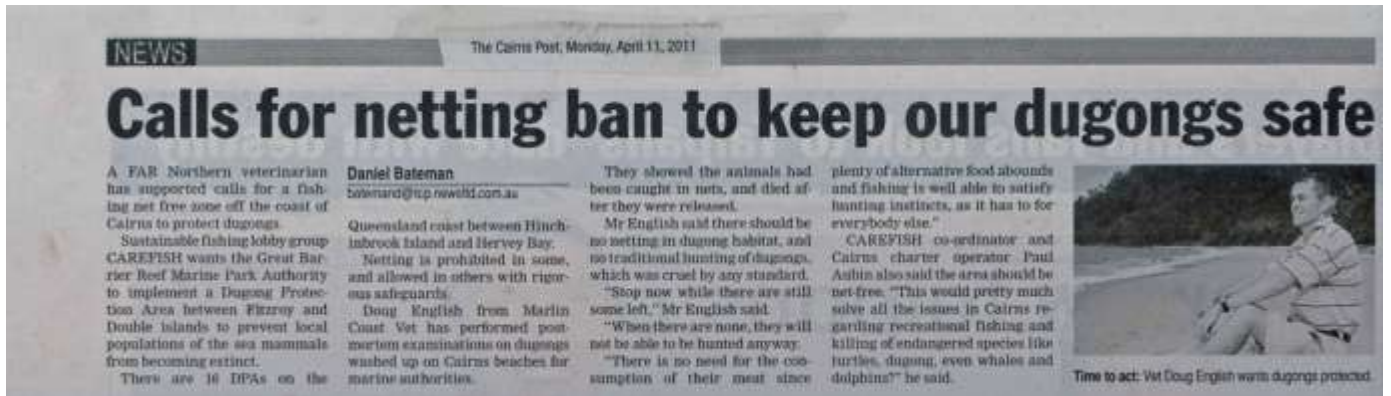 NEWS
The Cairns Post, Monday, April 11, 2011
Calls for netting ban to keep our dugongs safe
A FAR Northern veterinarian
has supported calls for a fish-
ing net free zone off the coast of
Cairns to protect dugongs.
Sustainable fishing lobby group
CAREFISH wants the Great Bar-
rier Reef Marine Park Authority
to implement a Dugong Protec-
tion Area between Fitzroy and
Double islands to prevent local
populations of the sea mammals
from becoming extinct.
There are 16 DPAs on the
Daniel Bateman
Queensland coast between Hinch-
inbrook Island and Hervey Bay.
Netting is prohibited in some,
and allowed in others with rigor-
ous safeguards.
Doug English from Marlin
Coast Vet has performed post-
mortem examinations on dugongs
washed up on Cairns beaches for
marine authorities.
They showed the animals had
been caught in nets, and died af-
ter they were released.
Mr English said there should be
no netting in dugong habitat, and
no traditional hunting of dugongs,
which was cruel by any standard.
"Stop now while there are still
some left," Mr English said.
"When there are none, they will
not be able to be hunted anyway.
"There is no need for the con-
sumption of their meat since
plenty of alternative food abounds
and fishing is well able to satisfy
hunting instincts, as it has to for
everybody else."
CAREFISH co-ordinator and
Cairns charter operator Paul
Aubin also said the area should be
net-free. "This would pretty much
solve all the issues in Cairns re-
garding recreational fishing and
killing of endangered species like
turtles, dugong, even whales and
dolphins?" he said.
Time to act: Vet Doug English wants dugongs protected.